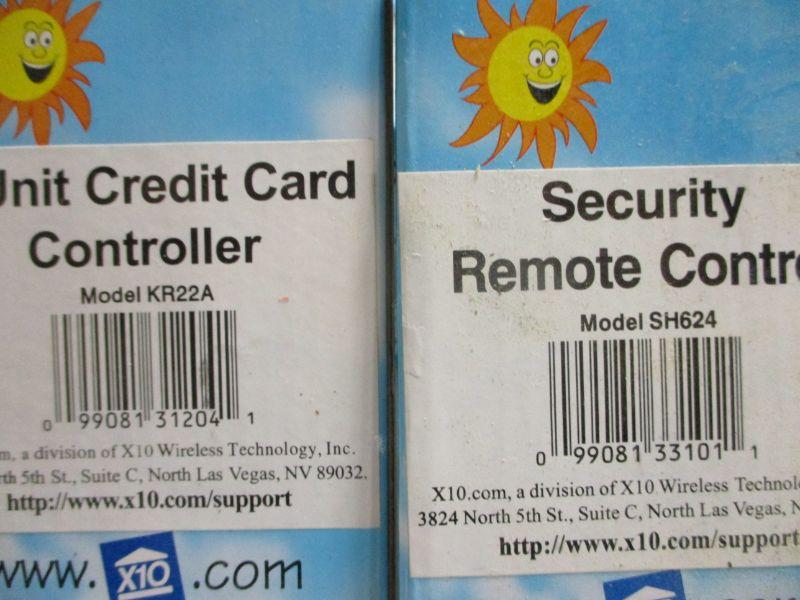 Unit Credit Card
Controller
Model KR22A
0 99081 31204 1
m, a division of X10 Wireless Technology, Inc.
rth 5th St., Suite C, North Las Vegas, NV 89032.
http://www.x10.com/support
www. X10 .com
Security
Remote Contro
Model SH624
0 99081 33101 1
X10.com, a division of X10 Wireless Technol
3824 North 5th St., Suite C, North Las Vegas, N
http://www.x10.com/support